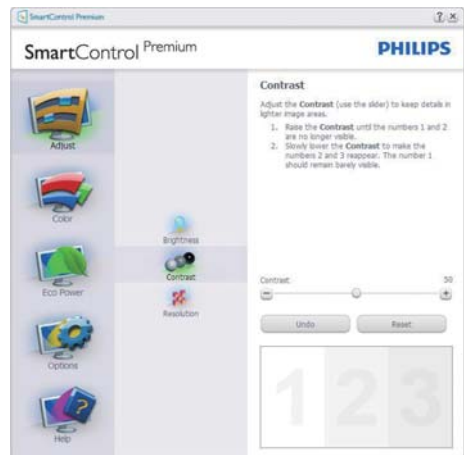 SmartControl Premium
SmartControl Premium
PHILIPS
Adjust
Color
Eco Power
Options
Help
Brightness
Contrast
Resolution
Contrast
Adjust the Contrast (use the slider) to keep details in
lighter image areas.
1. Raise the Contrast until the numbers 1 and 2
are no longer visible.
2. Slowly lower the Contrast to make the
numbers 2 and 3 reappear. The number 1
should remain barely visible.
Contrast 50
Undo Reset
1 2 3